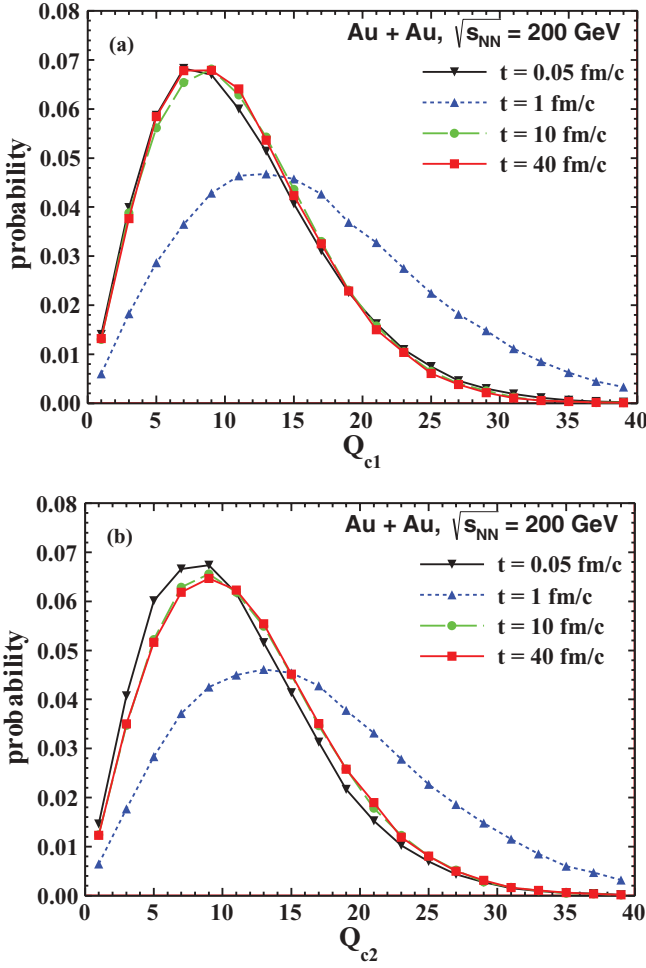 (a)
Au + Au, √sNN = 200 GeV
t = 0.05 fm/c
t = 1 fm/c
t = 10 fm/c
t = 40 fm/c
probability
0.08
0.07
0.06
0.05
0.04
0.03
0.02
0.01
0.00
0 5 10 15 20 25 30 35 40
Qc1
(b)
Au + Au, √sNN = 200 GeV
t = 0.05 fm/c
t = 1 fm/c
t = 10 fm/c
t = 40 fm/c
probability
0.08
0.07
0.06
0.05
0.04
0.03
0.02
0.01
0.00
0 5 10 15 20 25 30 35 40
Qc2